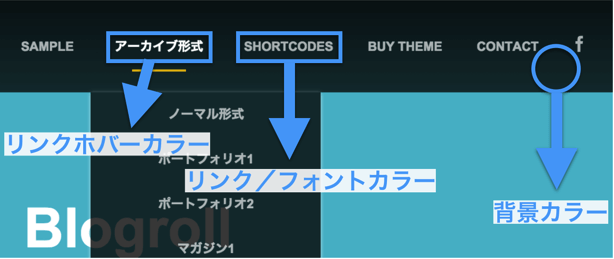 SAMPLE アーカイブ形式 SHORTCODES BUY THEME CONTACT f
ノーマル形式
リンクホバーカラー
ポートフォリオ1
リンク／フォントカラー
ポートフォリオ2
背景カラー
Blogroll
マガジン1